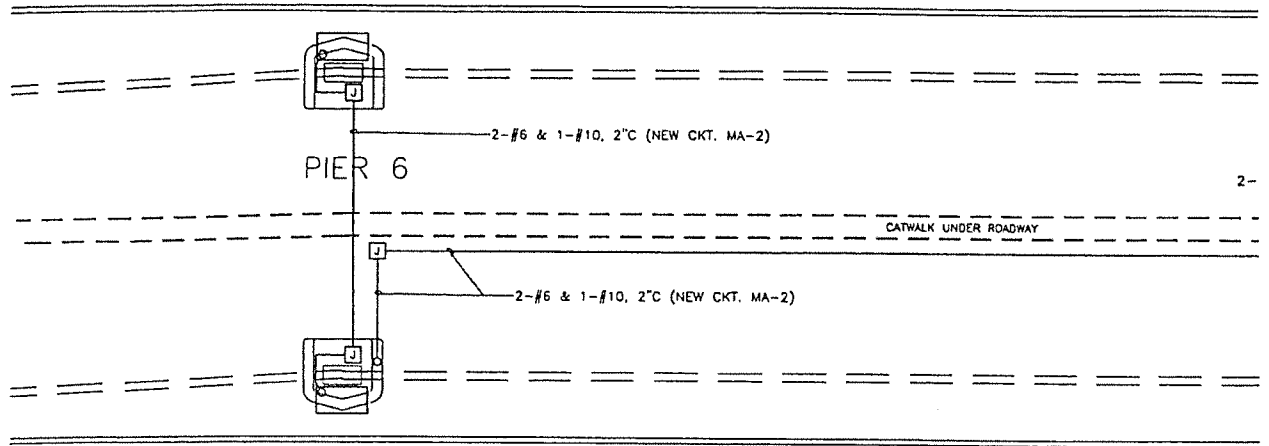 J
2-#6 & 1-#10, 2"C (NEW CKT. MA-2)
PIER 6
2-
CATWALK UNDER ROADWAY
J
2-#6 & 1-#10, 2"C (NEW CKT. MA-2)
J